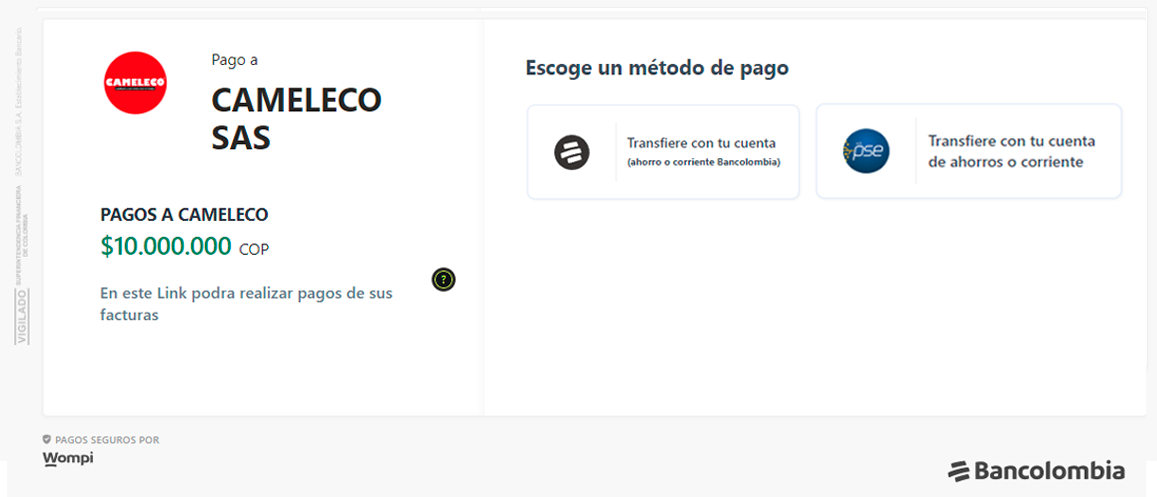 CAMELECO
Pago a
CAMELECO
SAS
PAGOS A CAMELECO
$10.000.000 COP
?
En este Link podra realizar pagos de sus
facturas
Escoge un método de pago
Transfiere con tu cuenta
(ahorro o corriente Bancolombia)
pse
Transfiere con tu cuenta
de ahorros o corriente
VIGILADO
SUPERINTENDENCIA FINANCIERA
DE COLOMBIA
BANCOLOMBIA S.A. Establecimiento Bancario.
PAGOS SEGUROS POR
Wompi
Bancolombia